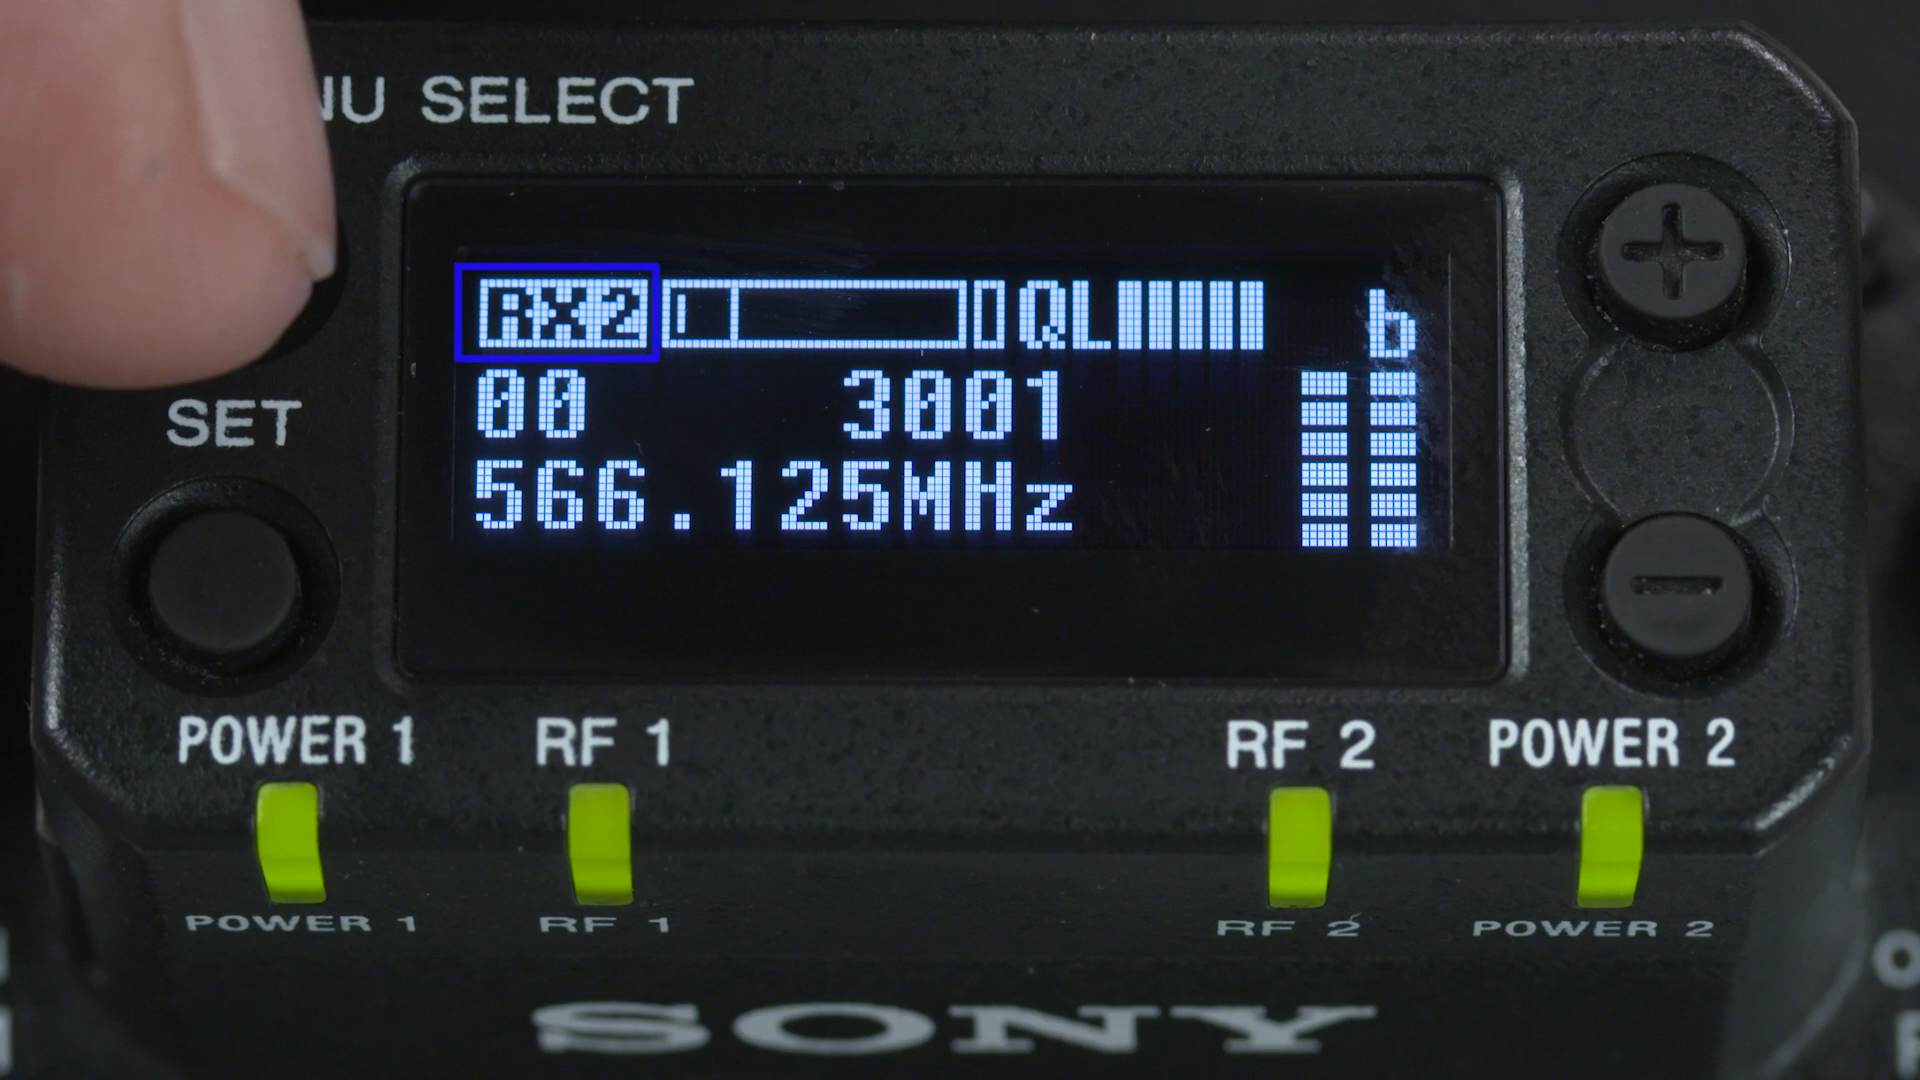 SELECT
RX2 QL b
00 3001
566.125MHz
SET
+
-
POWER 1 RF 1 RF 2 POWER 2
POWER 1 RF 1 RF 2 POWER 2
SONY